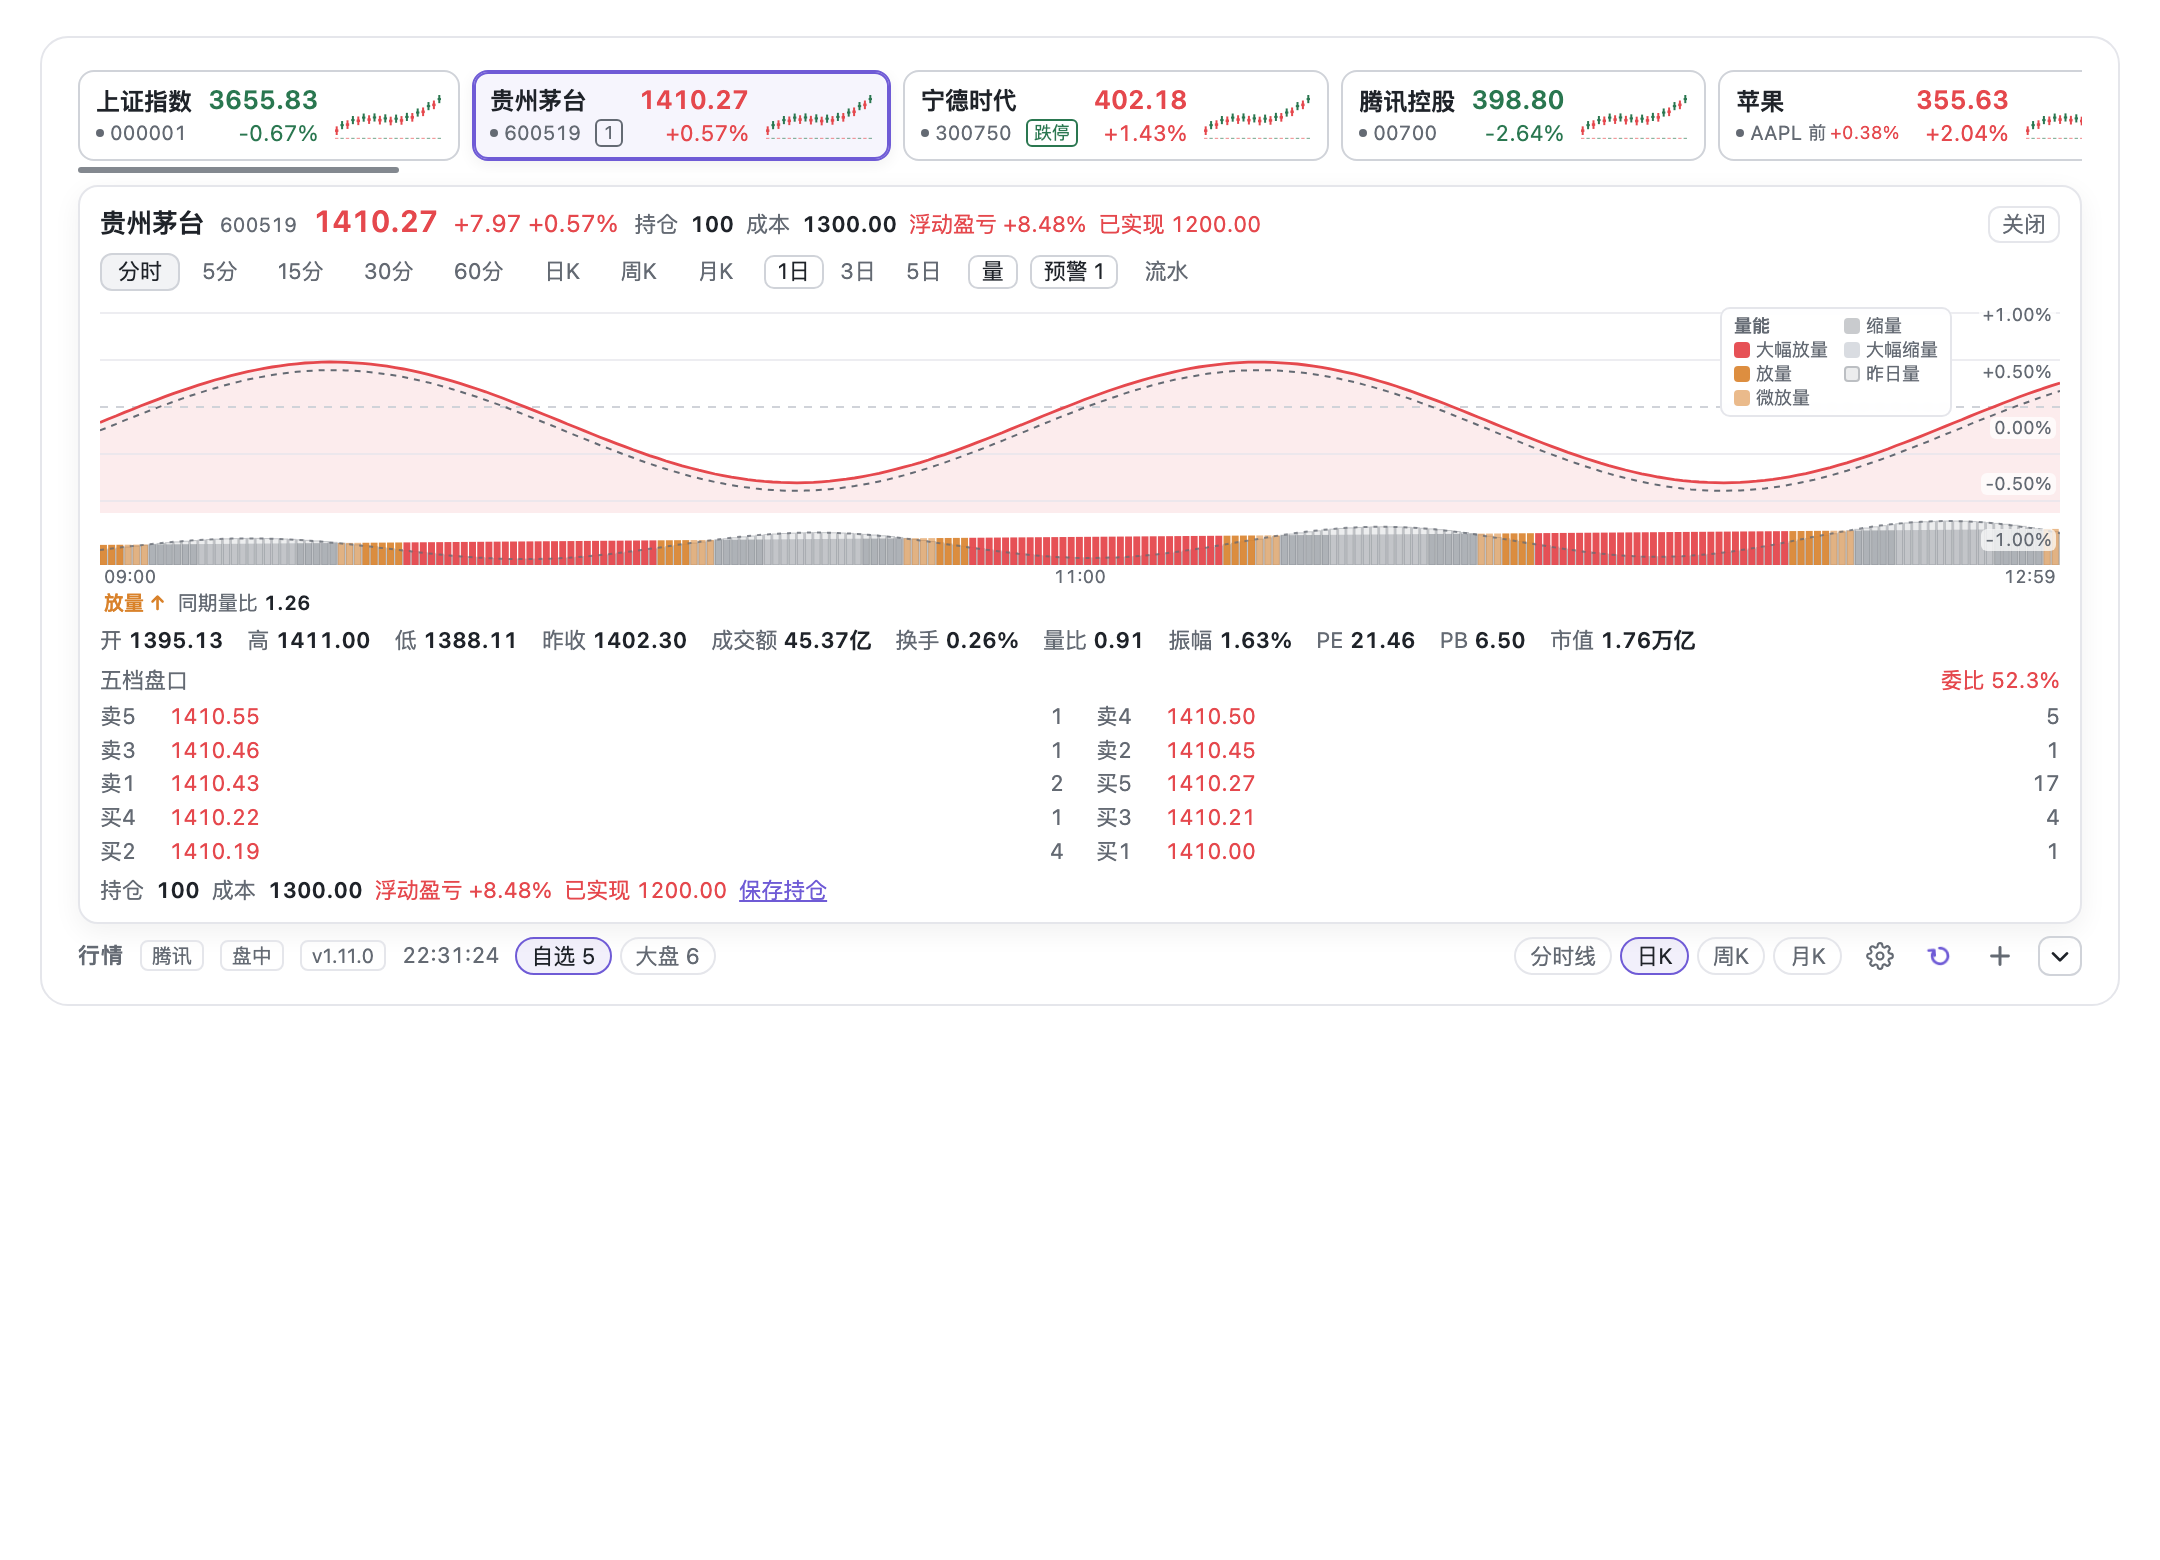 上证指数 3655.83
000001 -0.67%
贵州茅台 1410.27
600519 1 +0.57%
宁德时代 402.18
300750 跌停 +1.43%
腾讯控股 398.80
00700 -2.64%
苹果 355.63
AAPL 前 +0.38% +2.04%
贵州茅台 600519 1410.27 +7.97 +0.57% 持仓 100 成本 1300.00 浮动盈亏 +8.48% 已实现 1200.00 关闭
分时 5分 15分 30分 60分 日K 周K 月K 1日 3日 5日 量 预警 1 流水
量能 缩量
大幅放量 大幅缩量
放量 昨日量
微放量
+1.00%
+0.50%
0.00%
-0.50%
-1.00%
09:00 11:00 12:59
放量 ↑ 同期量比 1.26
开 1395.13 高 1411.00 低 1388.11 昨收 1402.30 成交额 45.37亿 换手 0.26% 量比 0.91 振幅 1.63% PE 21.46 PB 6.50 市值 1.76万亿
五档盘口 委比 52.3%
卖5 1410.55 1 卖4 1410.50 5
卖3 1410.46 1 卖2 1410.45 1
卖1 1410.43 2 买5 1410.27 17
买4 1410.22 1 买3 1410.21 4
买2 1410.19 4 买1 1410.00 1
持仓 100 成本 1300.00 浮动盈亏 +8.48% 已实现 1200.00 保存持仓
行情 腾讯 盘中 v1.11.0 22:31:24 自选 5 大盘 6 分时线 日K 周K 月K